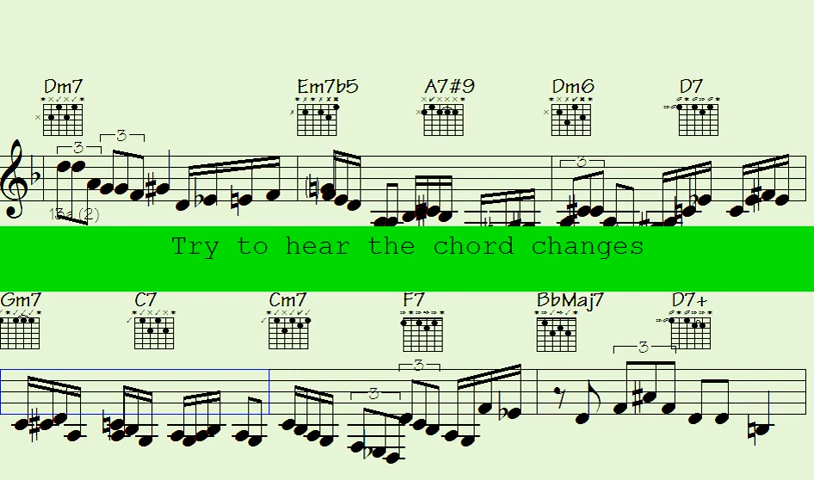 Dm7 Em7b5 A7#9 Dm6 D7
3 3 3
Try to hear the chord changes
Gm7 C7 Cm7 F7 BbMaj7 D7+
3 3 3